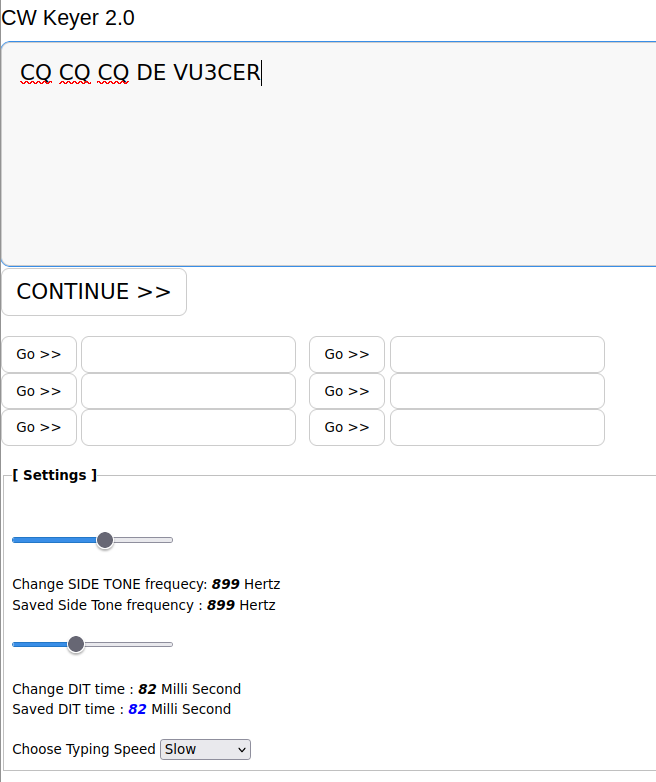 CW Keyer 2.0
CQ CQ CQ DE VU3CER
CONTINUE >>
Go >> Go >>
Go >> Go >>
Go >> Go >>
[ Settings ]
Change SIDE TONE frequecy: 899 Hertz
Saved Side Tone frequency : 899 Hertz
Change DIT time : 82 Milli Second
Saved DIT time : 82 Milli Second
Choose Typing Speed Slow